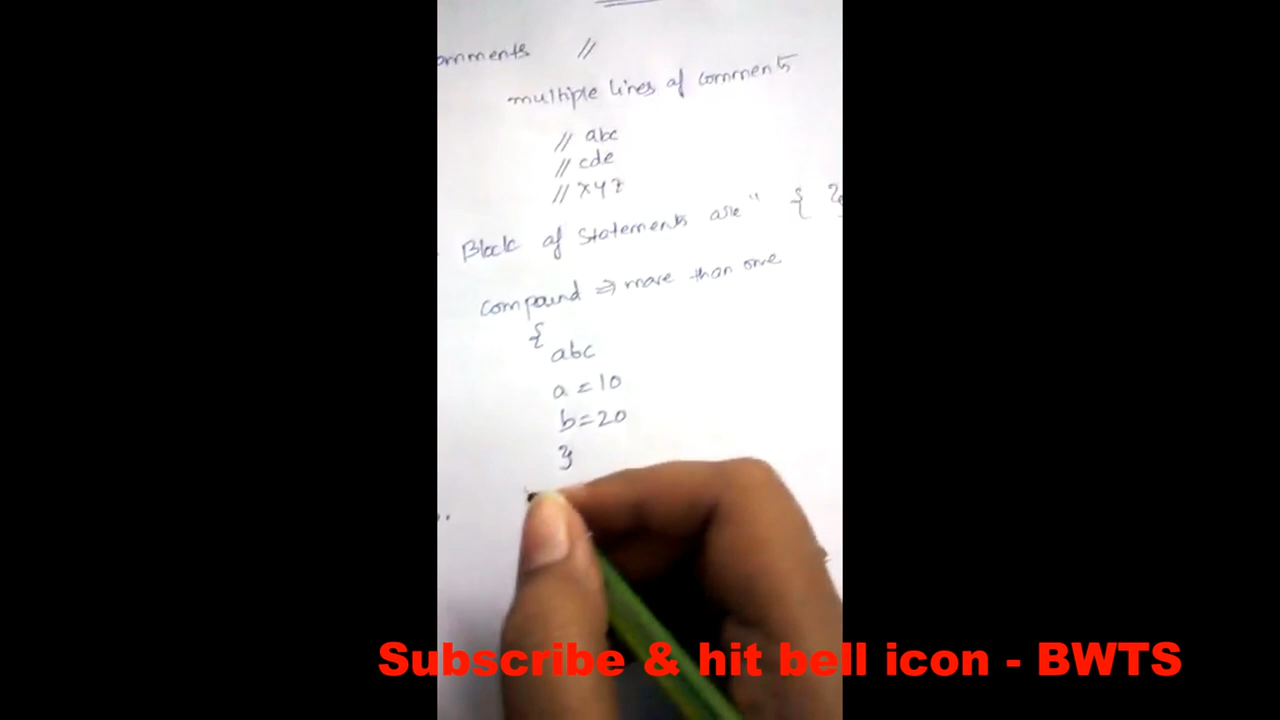 omments //
multiple lines of comments
// abc
// cde
// xyz
Block of statements are " { }
compound => more than one
{
abc
a = 10
b = 20
}
Subscribe & hit bell icon - BWTS